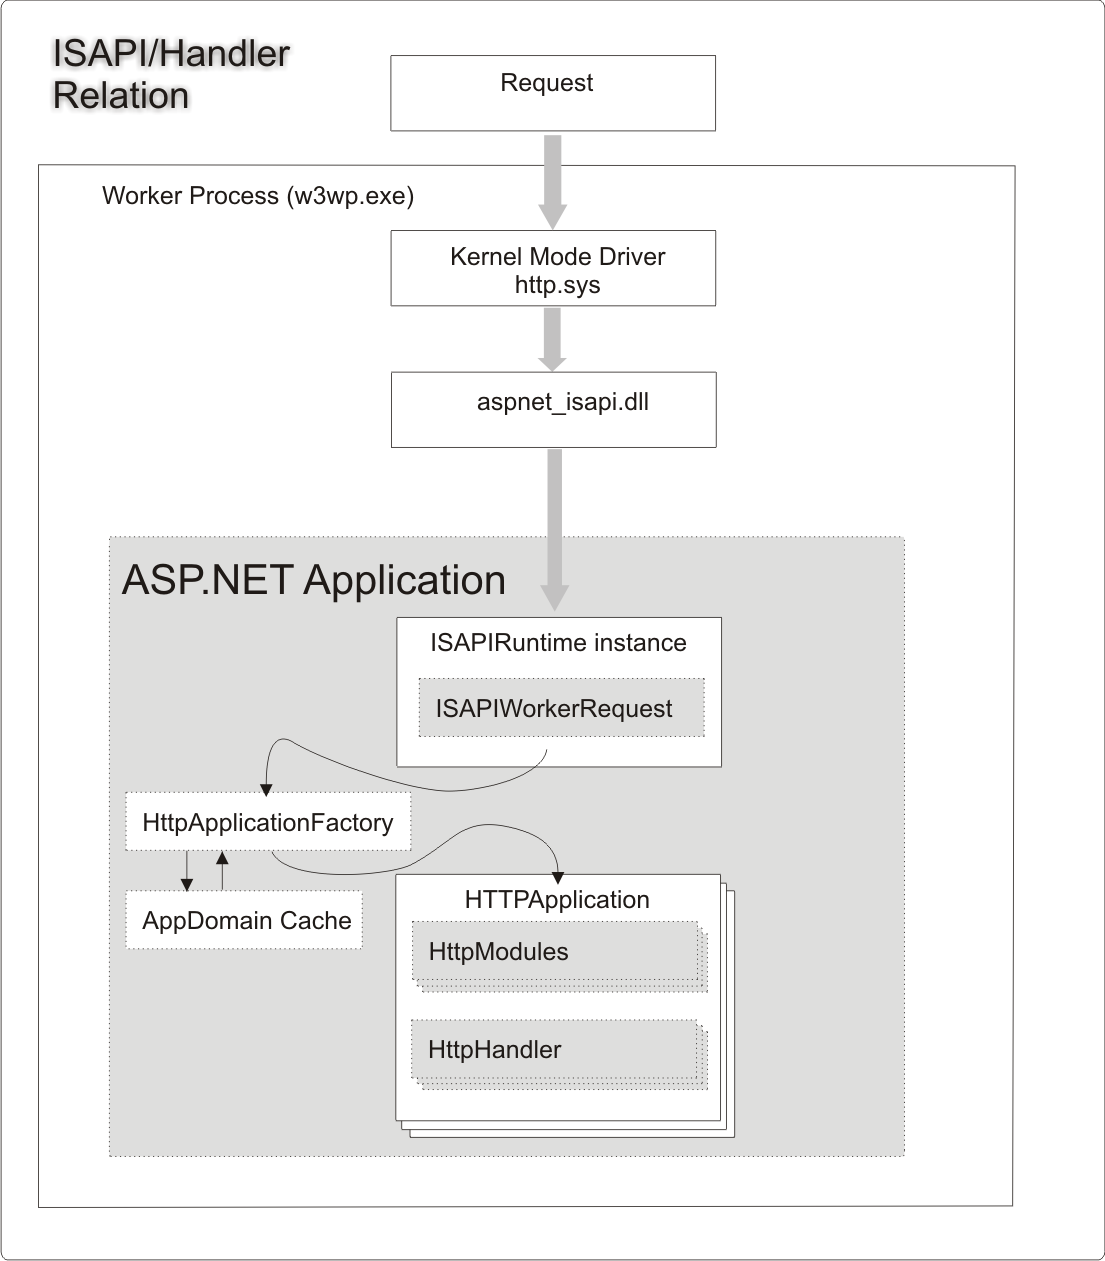 ISAPI/Handler
Relation
Request
Worker Process (w3wp.exe)
Kernel Mode Driver
http.sys
aspnet_isapi.dll
ASP.NET Application
ISAPIRuntime instance
ISAPIWorkerRequest
HttpApplicationFactory
AppDomain Cache
HTTPApplication
HttpModules
HttpHandler